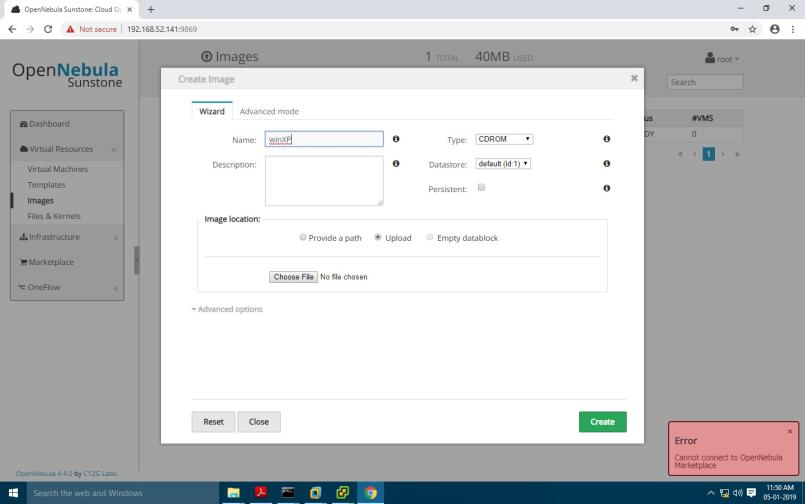 OpenNebula Sunstone: Cloud O
Not secure | 192.168.52.141:9869
OpenNebula
Sunstone
Images
1 TOTAL 40MB USED
root
Search
Dashboard
Virtual Resources
Virtual Machines
Templates
Images
Files & Kernels
Infrastructure
Marketplace
OneFlow
Create Image
Wizard Advanced mode
Name: winXP Type: CDROM
Description: Datastore: default (id:1)
Persistent:
Image location:
Provide a path Upload Empty datablock
Choose File No file chosen
Advanced options
Reset Close Create
us #VMS
DY 0
« < 1 > »
Error
Cannot connect to OpenNebula
Marketplace
OpenNebula 4.4.0 by C12G Labs.
Search the web and Windows
11:50 AM
05-01-2019